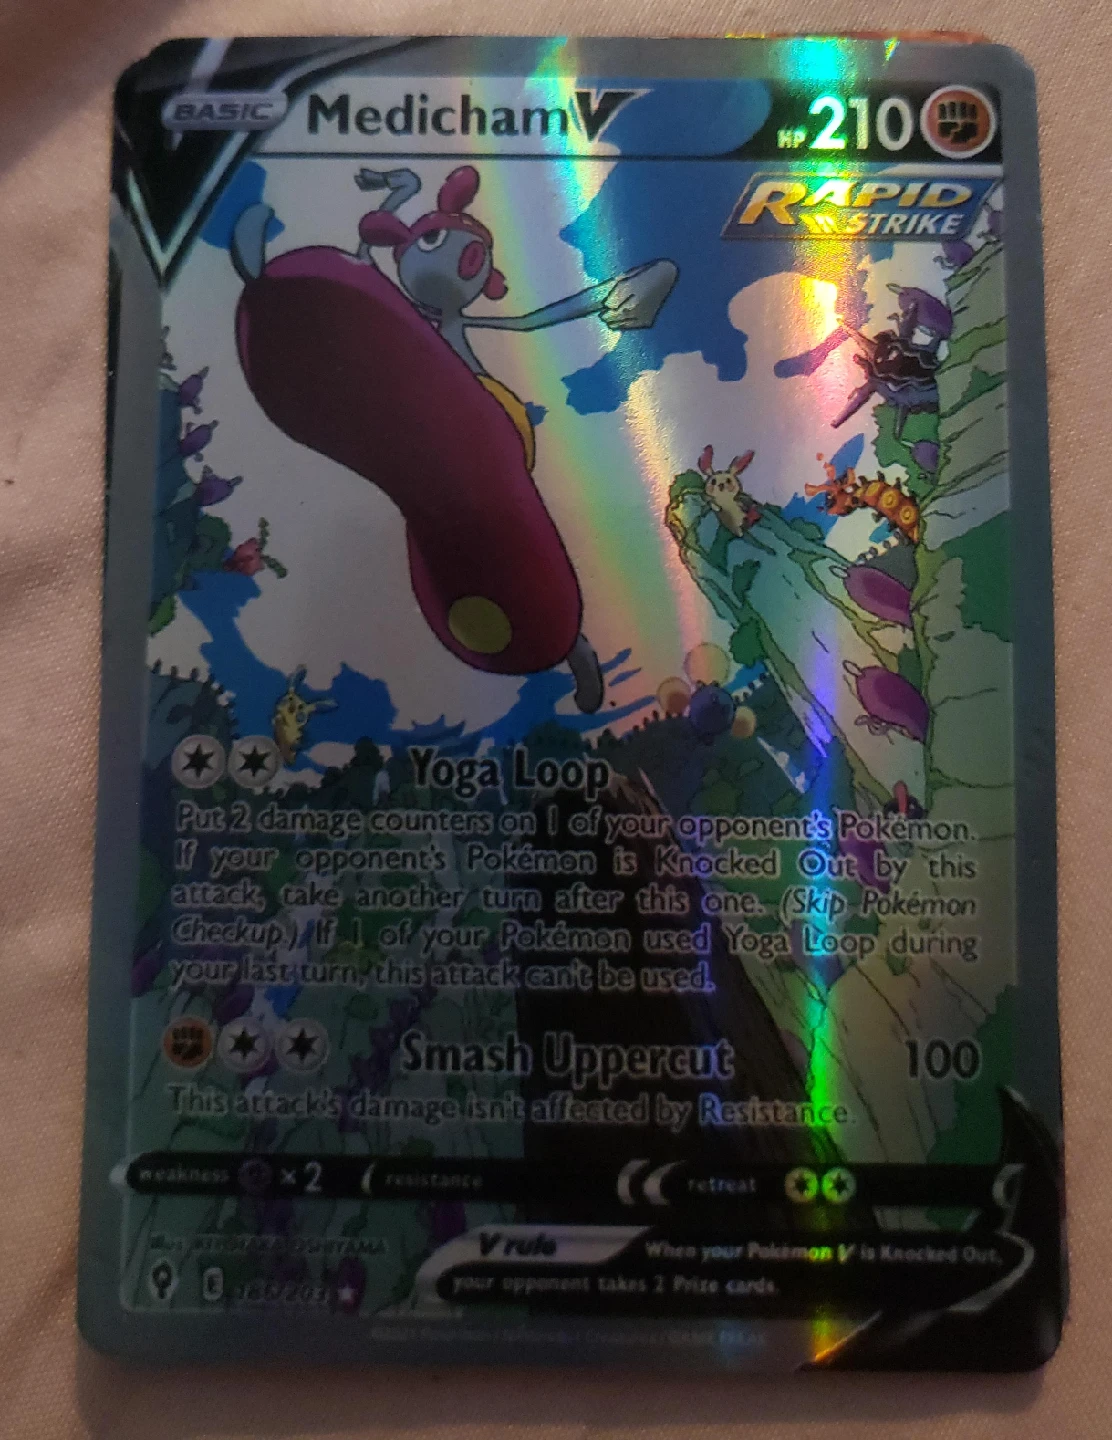 BASIC MedichamV HP 210
RAPID
STRIKE
Yoga Loop
Put 2 damage counters on 1 of your opponent's Pokémon.
If your opponent's Pokémon is Knocked Out by this
attack, take another turn after this one. (Skip Pokémon
Checkup.) If 1 of your Pokémon used Yoga Loop during
your last turn, this attack can't be used.
Smash Uppercut 100
This attack's damage isn't affected by Resistance.
weakness ×2 resistance retreat
V rule When your Pokémon V is Knocked Out,
your opponent takes 2 Prize cards.
E 186/203